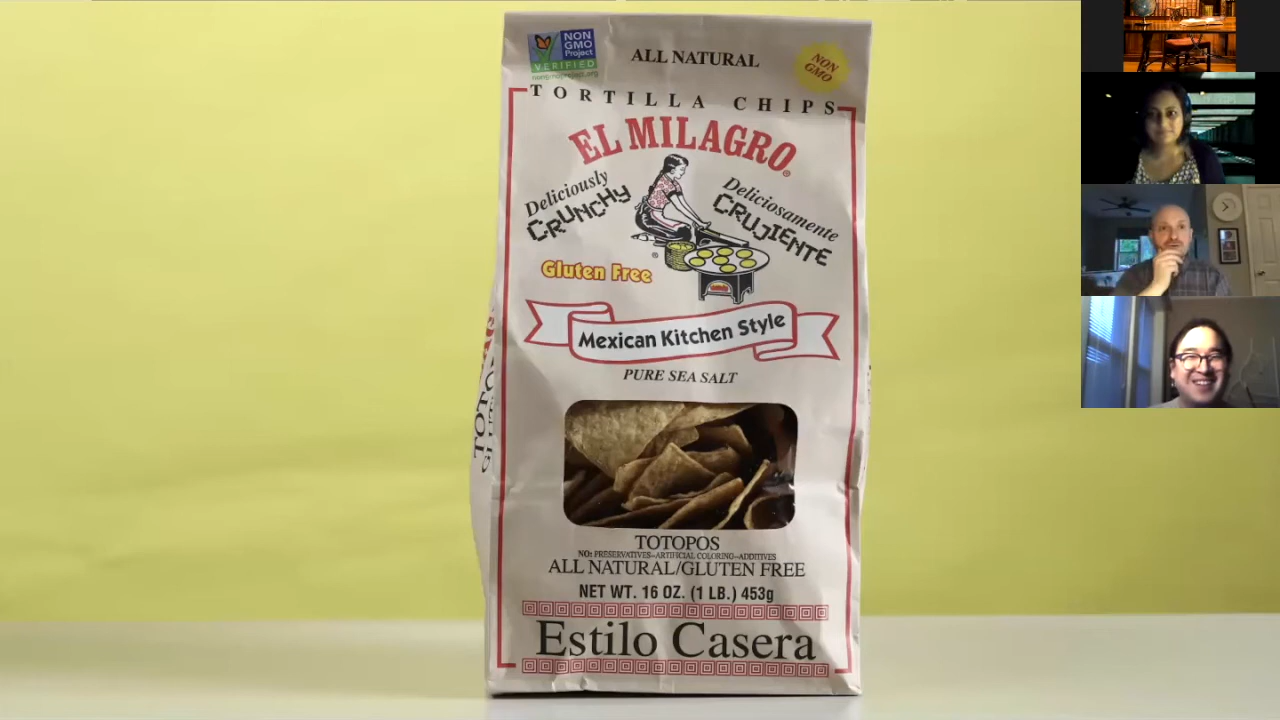 NON
GMO
Project
VERIFIED
nongmoproject.org
ALL NATURAL
NON
GMO
TORTILLA CHIPS
EL MILAGRO®
Deliciously
CRUNCHY
Deliciosamente
CRUJIENTE
®
Gluten Free
Mexican Kitchen Style
PURE SEA SALT
TOTOPOS
TOTOPOS
NO: PRESERVATIVES--ARTIFICIAL COLORING--ADDITIVES
ALL NATURAL/GLUTEN FREE
NET WT. 16 OZ. (1 LB.) 453g
Estilo Casera